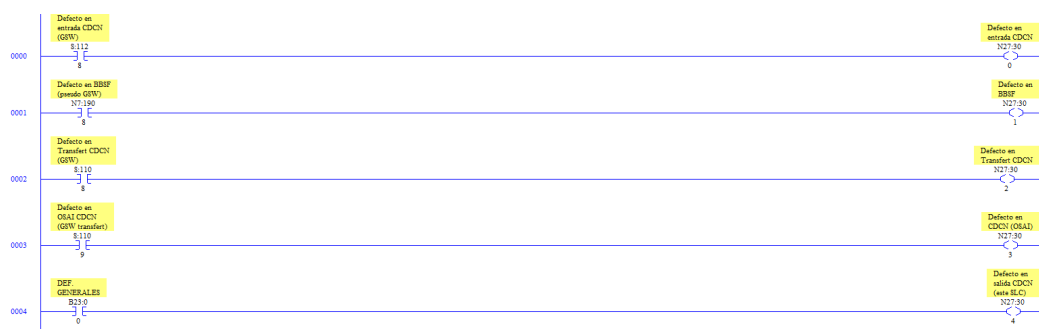 Defecto en
entrada CDCN
(GSW)
S:112
8
Defecto en
entrada CDCN
N27:30
0
0000
Defecto en BBSF
(pseudo GSW)
N7:190
8
Defecto en
BBSF
N27:30
1
0001
Defecto en
Transfert CDCN
(GSW)
S:110
8
Defecto en
Transfert CDCN
N27:30
2
0002
Defecto en
OSAI CDCN
(GSW transfert)
S:110
9
Defecto en
CDCN (OSAI)
N27:30
3
0003
DEF.
GENERALES
B23:0
0
Defecto en
salida CDCN
(este SLC)
N27:30
4
0004